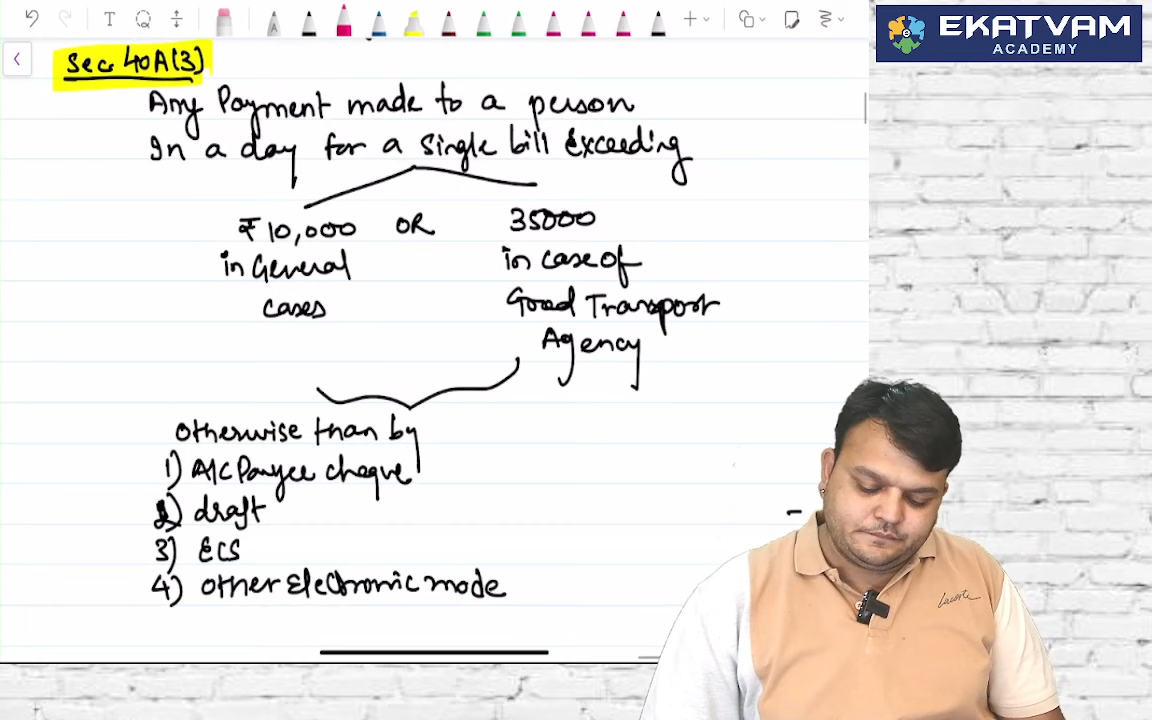 EKATVAM
ACADEMY
Sec 40A(3)
Any Payment made to a person
In a day for a single bill Exceeding
₹10,000 OR 35000
in General in case of
cases Good Transport
Agency
otherwise than by
1) A/C Payee cheque
2) draft
3) ECS
4) other Electronic mode
Lacoste